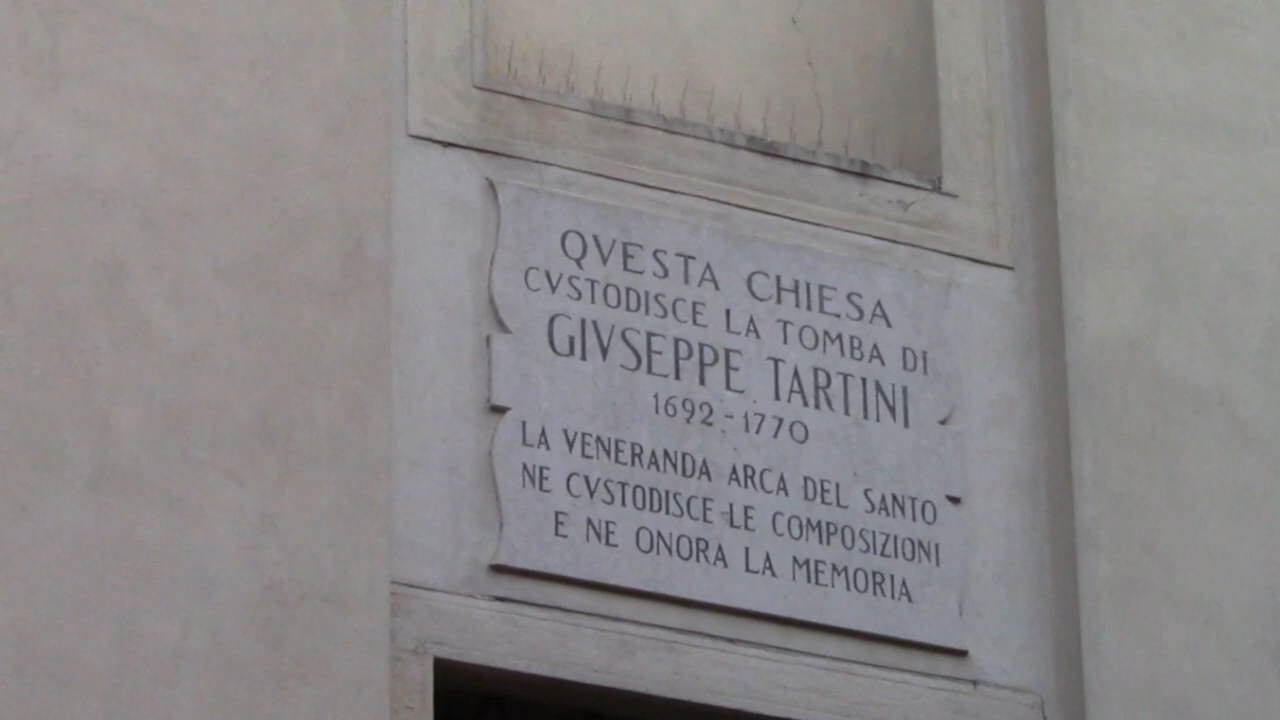 QVESTA CHIESA
CVSTODISCE LA TOMBA DI
GIVSEPPE TARTINI
1692-1770
LA VENERANDA ARCA DEL SANTO
NE CVSTODISCE LE COMPOSIZIONI
E NE ONORA LA MEMORIA